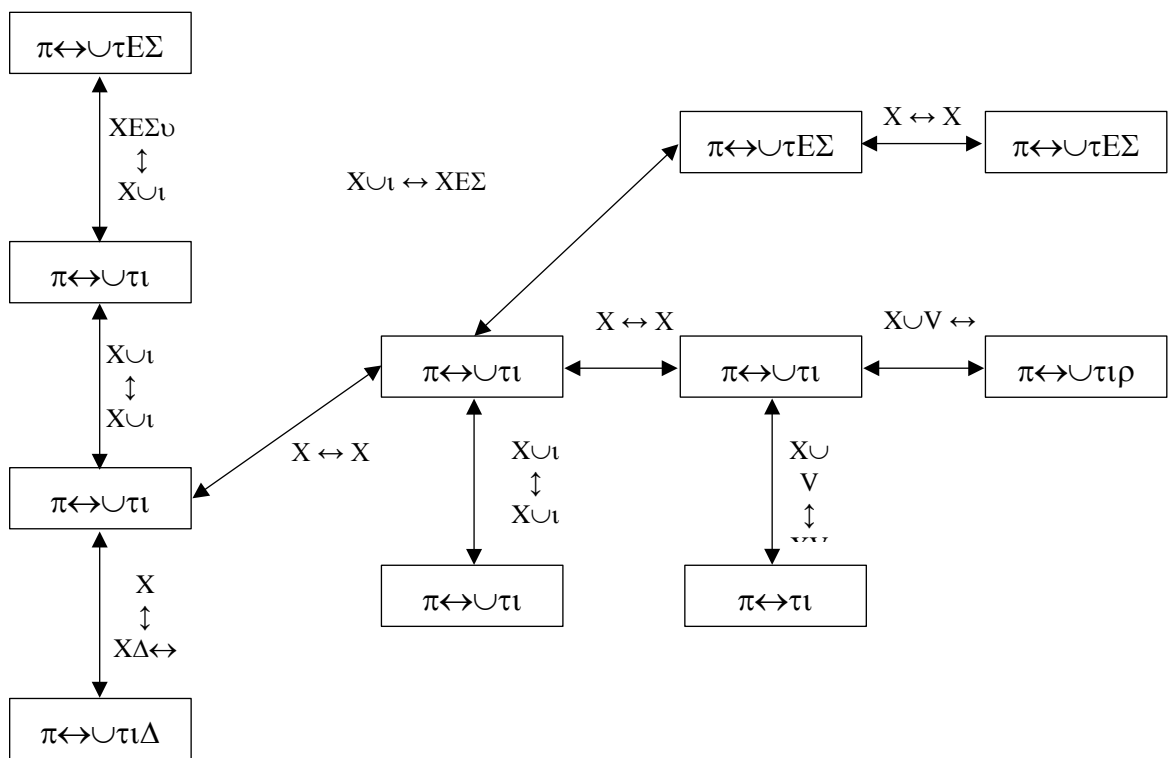 π↔∪τΕΣ
ΧΕΣυ
↕
Χ∪ι
π↔∪τι
Χ∪ι
↕
Χ∪ι
π↔∪τι
Χ
↕
ΧΔ↔
π↔∪τιΔ
Χ ↔ Χ
Χ∪ι ↔ ΧΕΣ
π↔∪τΕΣ
Χ ↔ Χ
π↔∪τΕΣ
π↔∪τι
Χ ↔ Χ
π↔∪τι
Χ∪V ↔
π↔∪τιρ
Χ∪ι
↕
Χ∪ι
π↔∪τι
Χ∪
V
↕
π↔τι